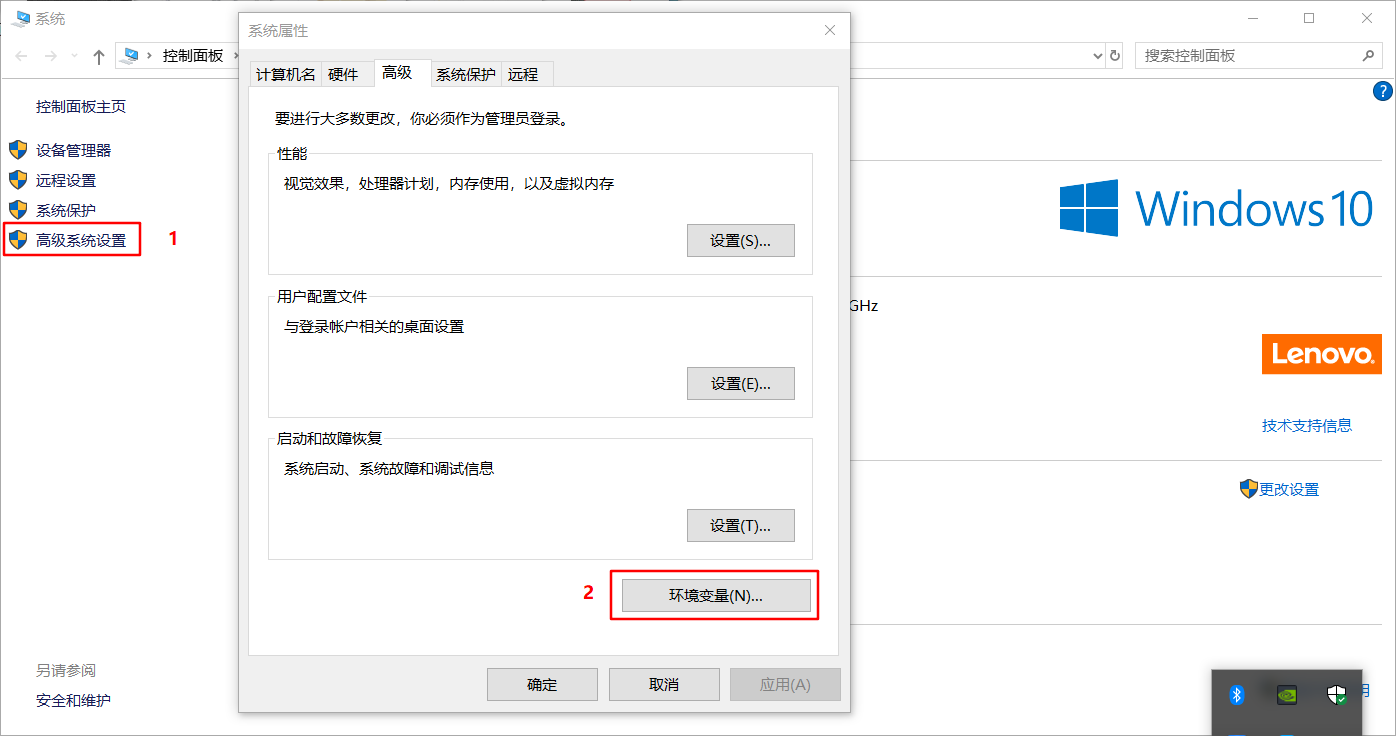 系统
控制面板
搜索控制面板
?
控制面板主页
设备管理器
远程设置
系统保护
高级系统设置
1
另请参阅
安全和维护
系统属性
计算机名 硬件 高级 系统保护 远程
要进行大多数更改，你必须作为管理员登录。
性能
视觉效果，处理器计划，内存使用，以及虚拟内存
设置(S)...
用户配置文件
与登录帐户相关的桌面设置
设置(E)...
启动和故障恢复
系统启动、系统故障和调试信息
设置(T)...
2
环境变量(N)...
确定 取消 应用(A)
Windows 10
GHz
Lenovo.
技术支持信息
更改设置